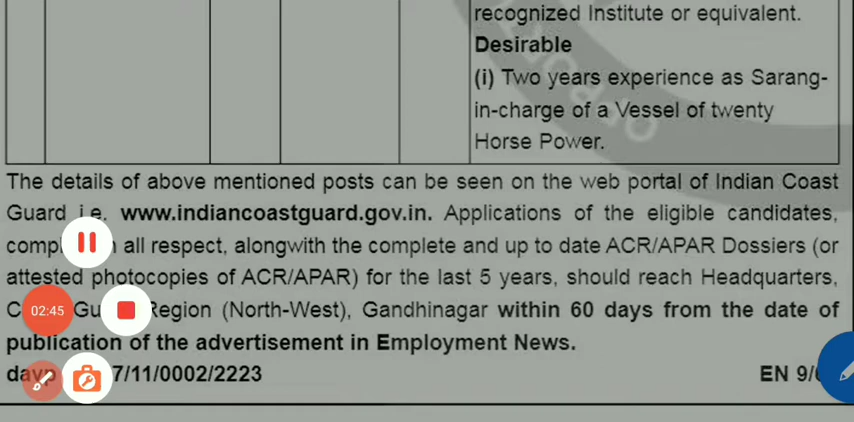 recognized Institute or equivalent.
Desirable
(i) Two years experience as Sarang-
in-charge of a Vessel of twenty
Horse Power.
The details of above mentioned posts can be seen on the web portal of Indian Coast
Guard i.e. www.indiancoastguard.gov.in. Applications of the eligible candidates,
all respect, alongwith the complete and up to date ACR/APAR Dossiers (or
attested photocopies of ACR/APAR) for the last 5 years, should reach Headquarters,
02:45 Region (North-West), Gandhinagar within 60 days from the date of
publication of the advertisement in Employment News.
7/11/0002/2223 EN 9/